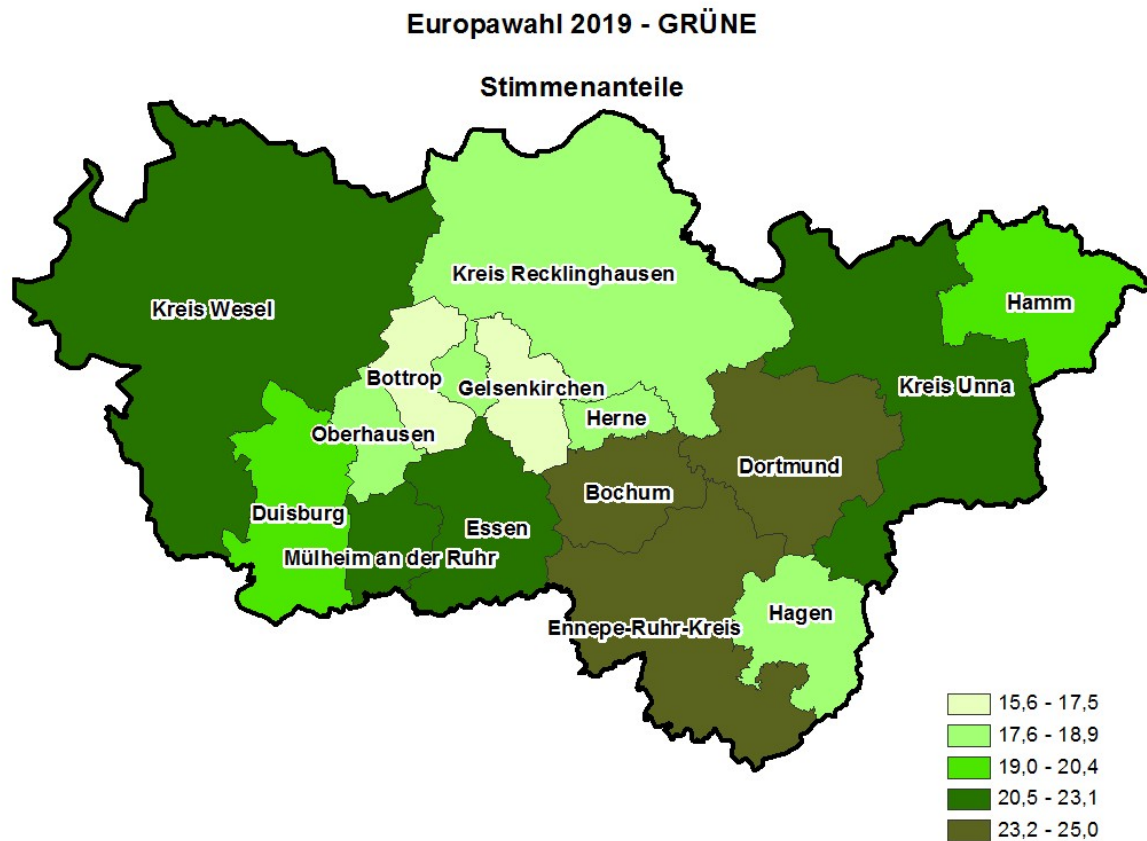 Europawahl 2019 - GRÜNE
Stimmenanteile
Kreis Recklinghausen
Kreis Wesel
Hamm
Bottrop
Gelsenkirchen
Kreis Unna
Herne
Oberhausen
Dortmund
Bochum
Duisburg
Essen
Mülheim an der Ruhr
Hagen
Ennepe-Ruhr-Kreis
15,6 - 17,5
17,6 - 18,9
19,0 - 20,4
20,5 - 23,1
23,2 - 25,0